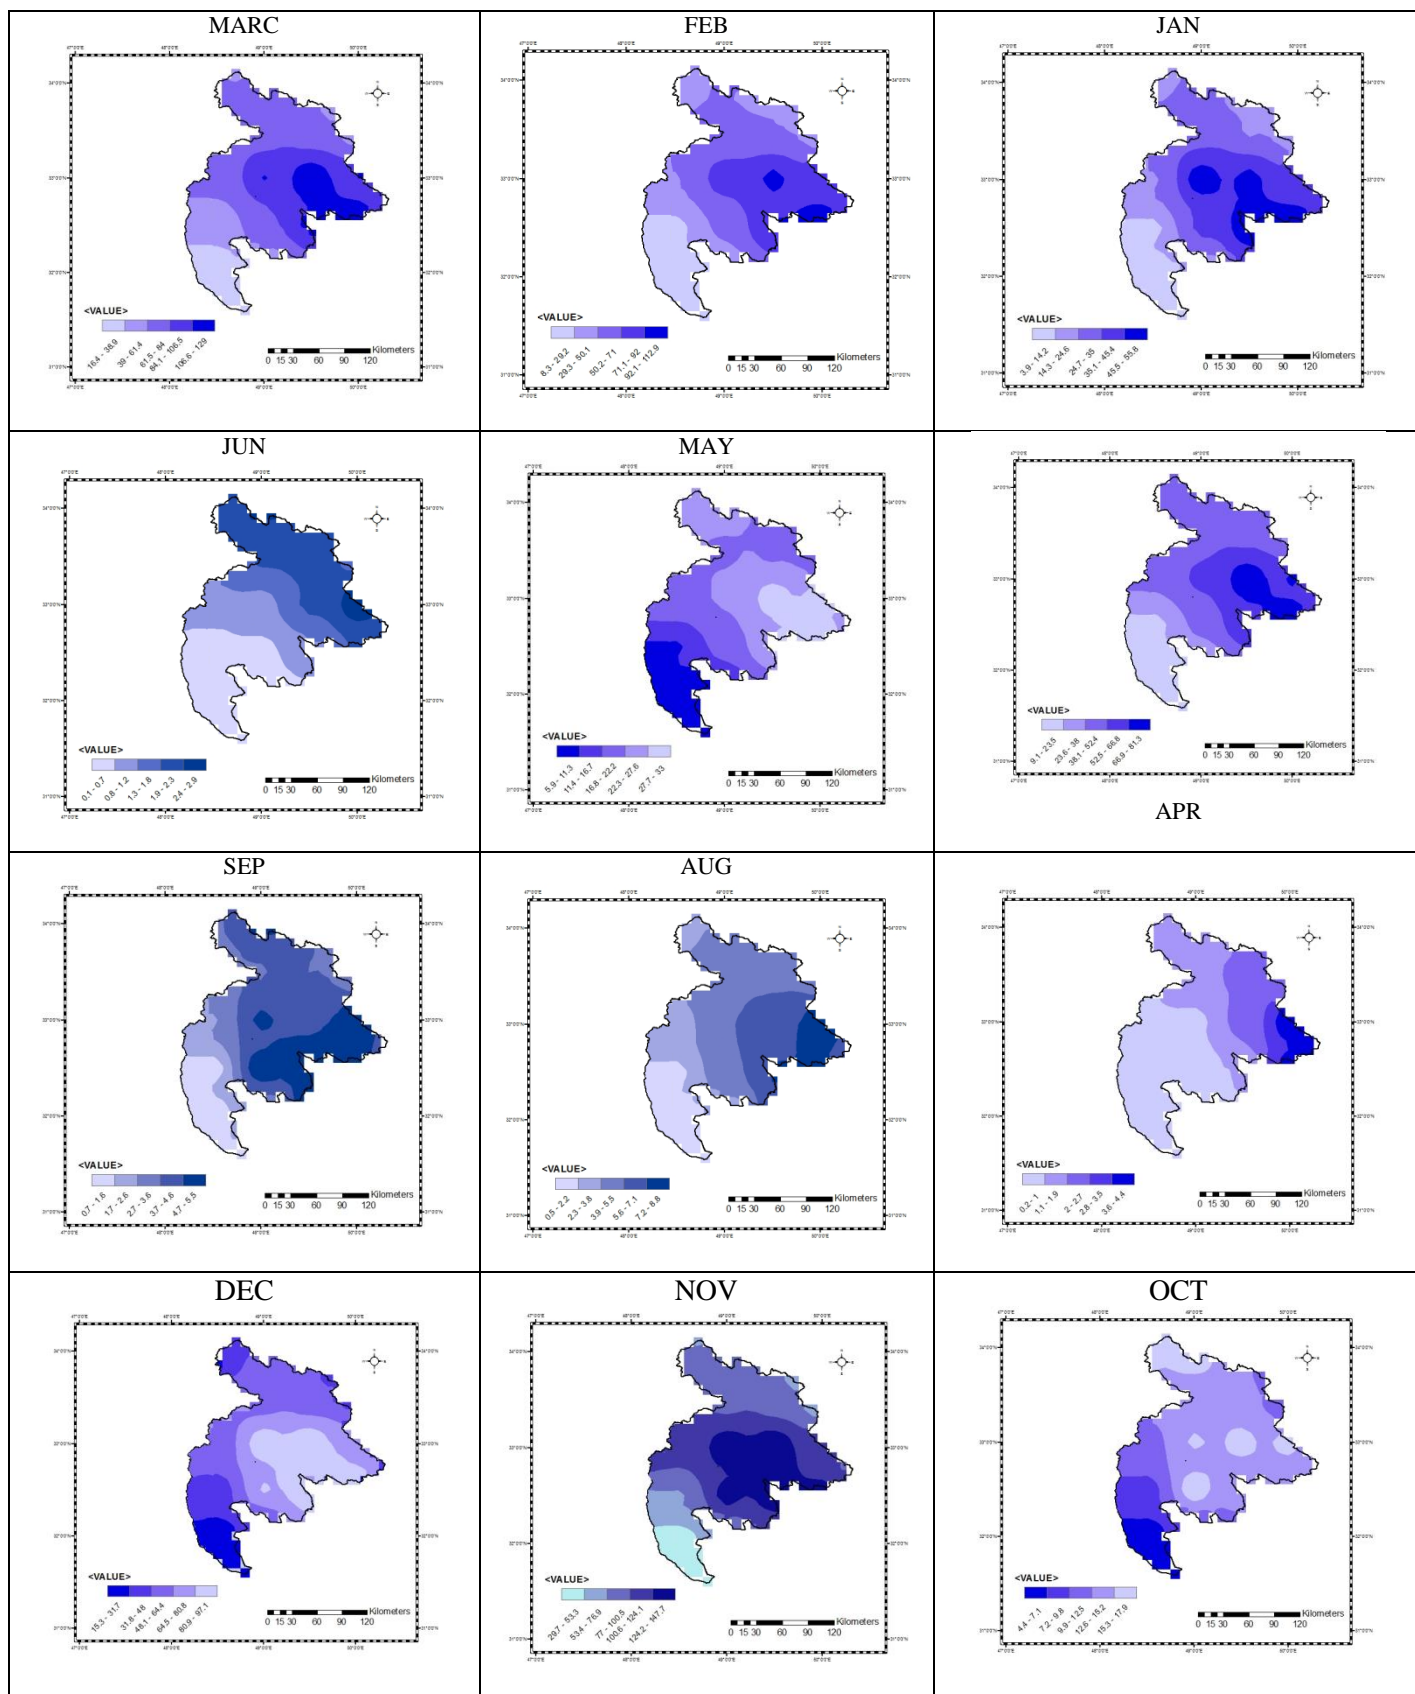 MARC
FEB
JAN
<VALUE>
16.4 - 38.9
39 - 61.4
61.5 - 84
84.1 - 106.5
106.6 - 129
Kilometers
0 15 30 60 90 120
<VALUE>
8.3 - 29.2
29.3 - 50.1
50.2 - 71
71.1 - 92
92.1 - 112.9
Kilometers
0 15 30 60 90 120
<VALUE>
3.9 - 14.2
14.3 - 24.6
24.7 - 35
35.1 - 45.4
45.5 - 55.8
Kilometers
0 15 30 60 90 120
JUN
MAY
<VALUE>
0.1 - 0.7
0.8 - 1.2
1.3 - 1.8
1.9 - 2.3
2.4 - 2.9
Kilometers
0 15 30 60 90 120
<VALUE>
5.9 - 11.3
11.4 - 16.7
16.8 - 22.2
22.3 - 27.6
27.7 - 33
Kilometers
0 15 30 60 90 120
<VALUE>
9.1 - 23.5
23.6 - 38
38.1 - 52.4
52.5 - 66.8
66.9 - 81.3
Kilometers
0 15 30 60 90 120
APR
SEP
AUG
<VALUE>
0.7 - 1.6
1.7 - 2.6
2.7 - 3.6
3.7 - 4.6
4.7 - 5.5
Kilometers
0 15 30 60 90 120
<VALUE>
0.5 - 2.2
2.3 - 3.8
3.9 - 5.5
5.6 - 7.1
7.2 - 8.8
Kilometers
0 15 30 60 90 120
<VALUE>
0.2 - 1
1.1 - 1.9
2 - 2.7
2.8 - 3.5
3.6 - 4.4
Kilometers
0 15 30 60 90 120
DEC
NOV
OCT
<VALUE>
15.3 - 31.7
31.8 - 48
48.1 - 64.4
64.5 - 80.8
80.9 - 97.1
Kilometers
0 15 30 60 90 120
<VALUE>
29.7 - 53.3
53.4 - 76.9
77 - 100.5
100.6 - 124.1
124.2 - 147.7
Kilometers
0 15 30 60 90 120
<VALUE>
4.4 - 7.1
7.2 - 9.8
9.9 - 12.5
12.6 - 15.2
15.3 - 17.9
Kilometers
0 15 30 60 90 120